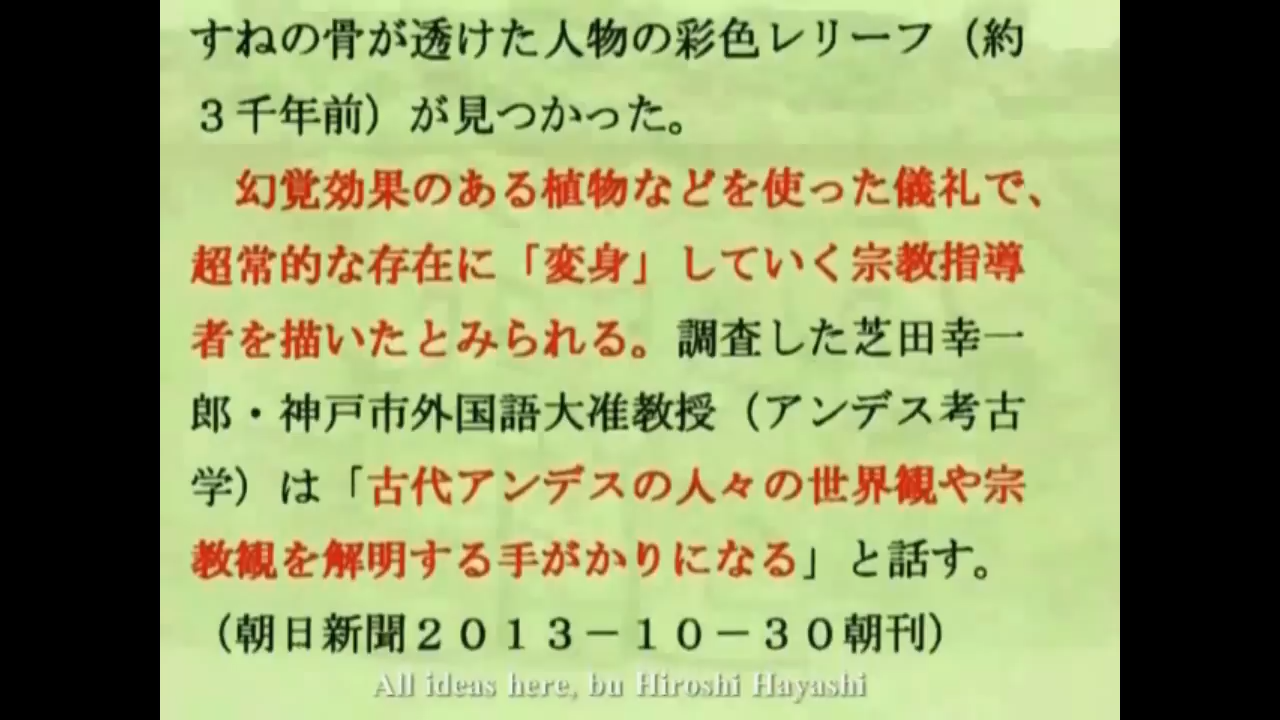 すねの骨が透けた人物の彩色レリーフ（約
３千年前）が見つかった。
幻覚効果のある植物などを使った儀礼で、
超常的な存在に「変身」していく宗教指導
者を描いたとみられる。調査した芝田幸一
郎・神戸市外国語大准教授（アンデス考古
学）は「古代アンデスの人々の世界観や宗
教観を解明する手がかりになる」と話す。
（朝日新聞２０１３－１０－３０朝刊）
All ideas here, bu Hiroshi Hayashi